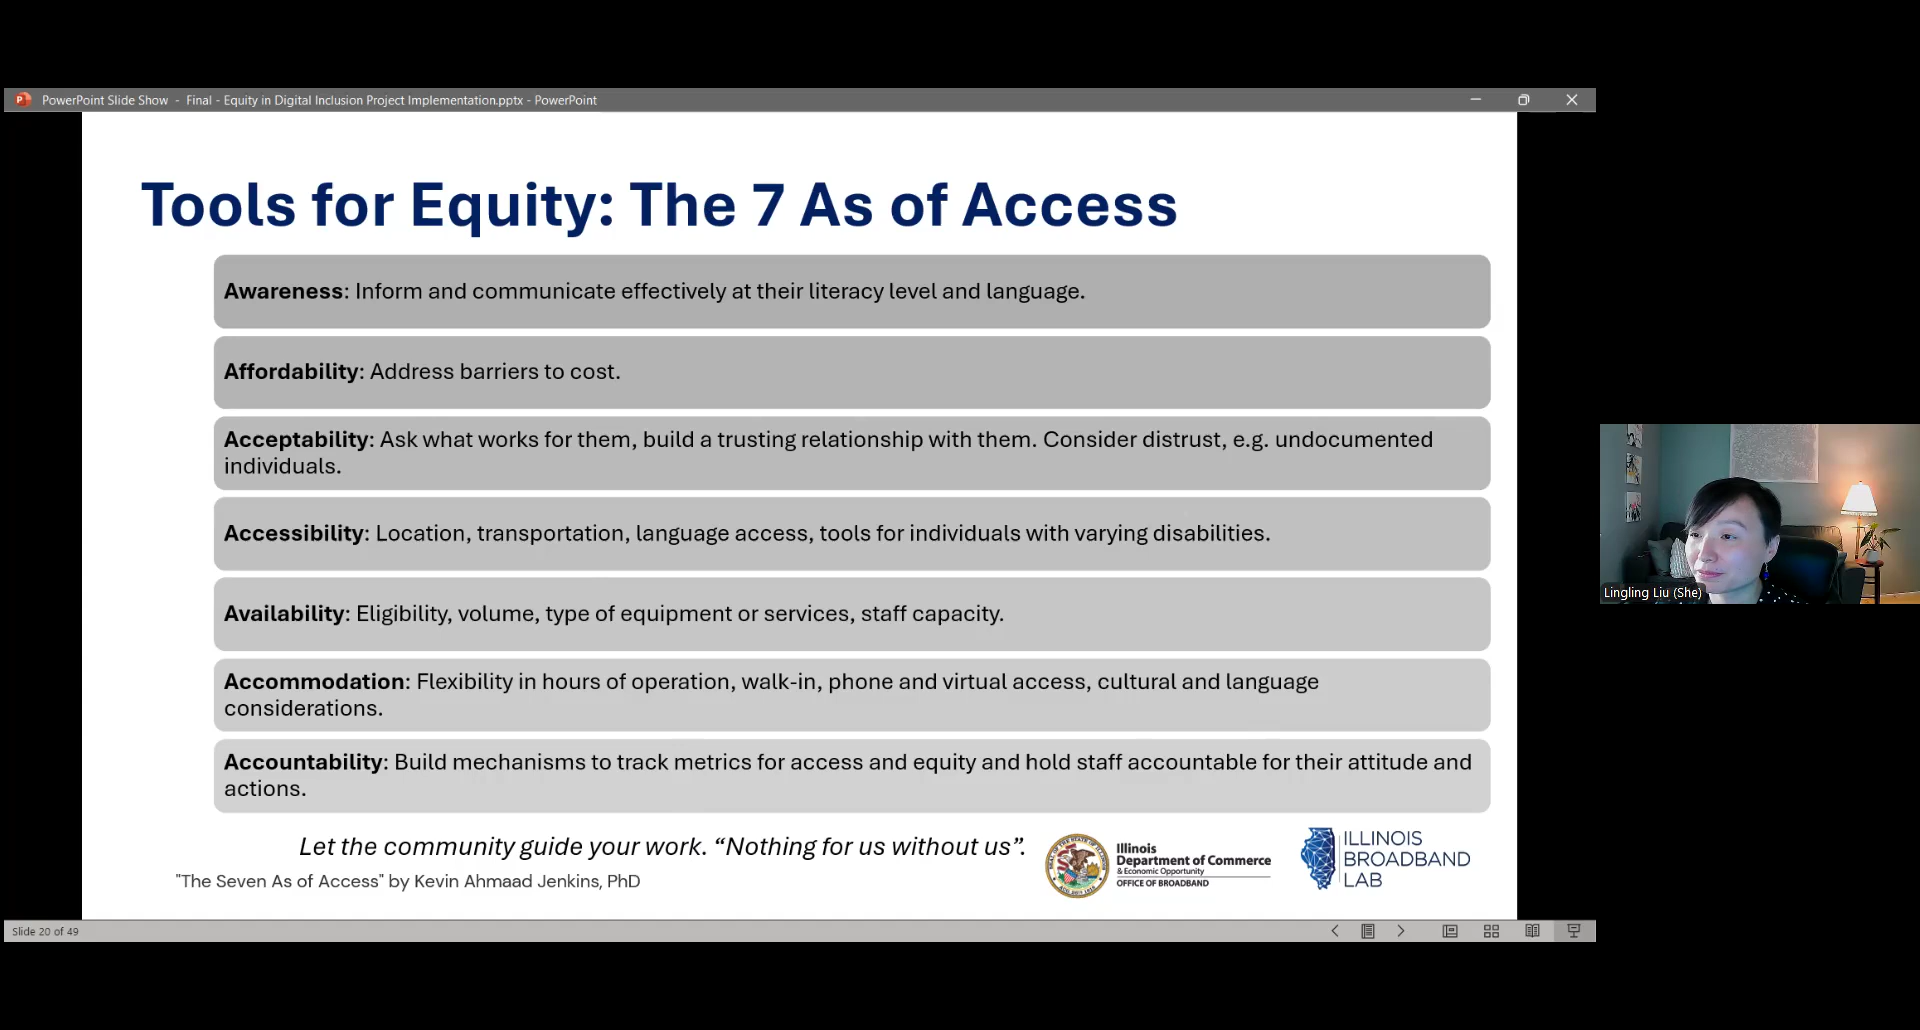 PowerPoint Slide Show - Final - Equity in Digital Inclusion Project Implementation.pptx - PowerPoint
Tools for Equity: The 7 As of Access
Awareness: Inform and communicate effectively at their literacy level and language.
Affordability: Address barriers to cost.
Acceptability: Ask what works for them, build a trusting relationship with them. Consider distrust, e.g. undocumented
individuals.
Accessibility: Location, transportation, language access, tools for individuals with varying disabilities.
Availability: Eligibility, volume, type of equipment or services, staff capacity.
Accommodation: Flexibility in hours of operation, walk-in, phone and virtual access, cultural and language
considerations.
Accountability: Build mechanisms to track metrics for access and equity and hold staff accountable for their attitude and
actions.
Let the community guide your work. “Nothing for us without us”.
"The Seven As of Access" by Kevin Ahmaad Jenkins, PhD
Illinois
Department of Commerce
& Economic Opportunity
OFFICE OF BROADBAND
ILLINOIS
BROADBAND
LAB
Slide 20 of 49
Lingling Liu (She)